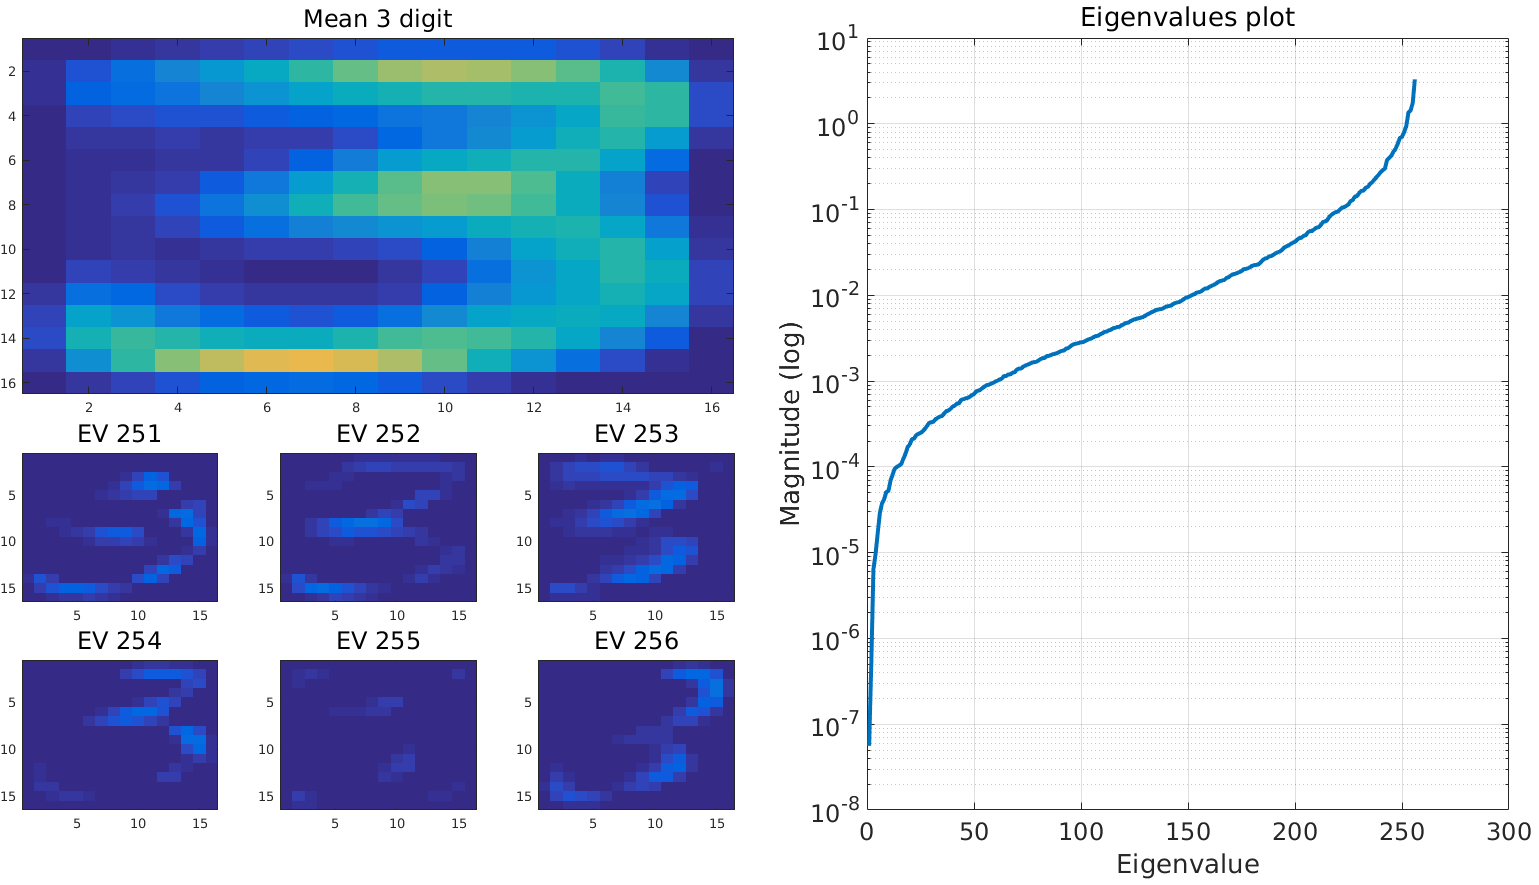 Mean 3 digit
2
4
6
8
10
12
14
16
2 4 6 8 10 12 14 16
EV 251 EV 252 EV 253
5 5 5
10 10 10
15 15 15
5 10 15 5 10 15 5 10 15
EV 254 EV 255 EV 256
5 5 5
10 10 10
15 15 15
5 10 15 5 10 15 5 10 15
Eigenvalues plot
Magnitude (log)
10^1
10^0
10^-1
10^-2
10^-3
10^-4
10^-5
10^-6
10^-7
10^-8
0 50 100 150 200 250 300
Eigenvalue